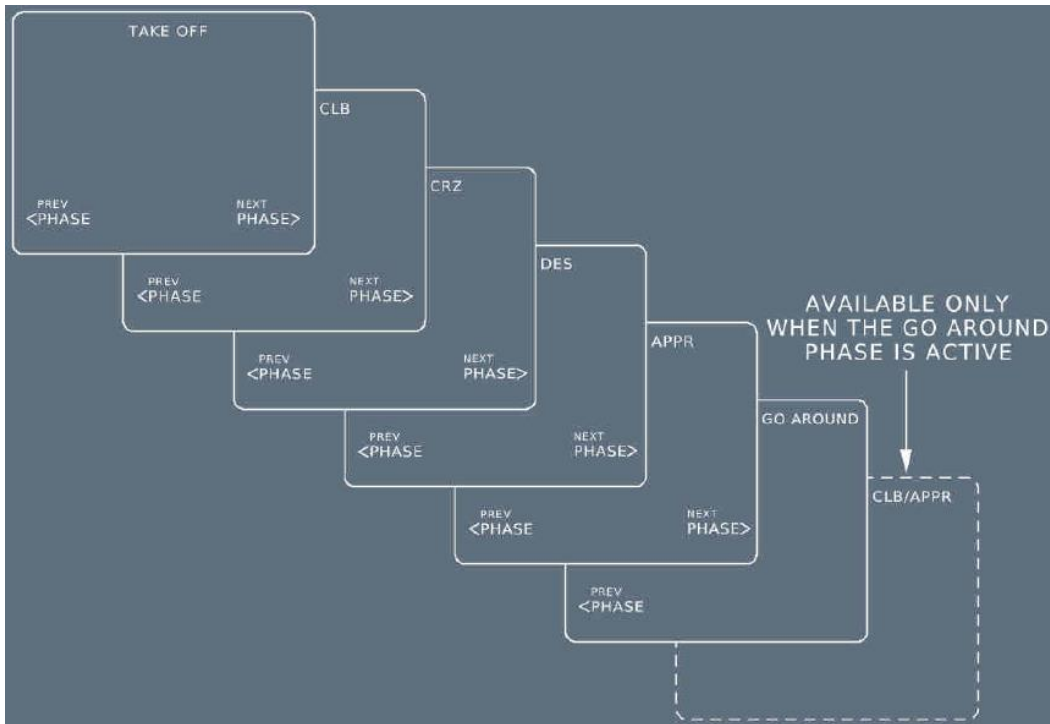 TAKE OFF
PREV
<PHASE
NEXT
PHASE>
CLB
PREV
<PHASE
NEXT
PHASE>
CRZ
PREV
<PHASE
NEXT
PHASE>
DES
PREV
<PHASE
NEXT
PHASE>
APPR
PREV
<PHASE
NEXT
PHASE>
GO AROUND
PREV
<PHASE
AVAILABLE ONLY
WHEN THE GO AROUND
PHASE IS ACTIVE
CLB/APPR